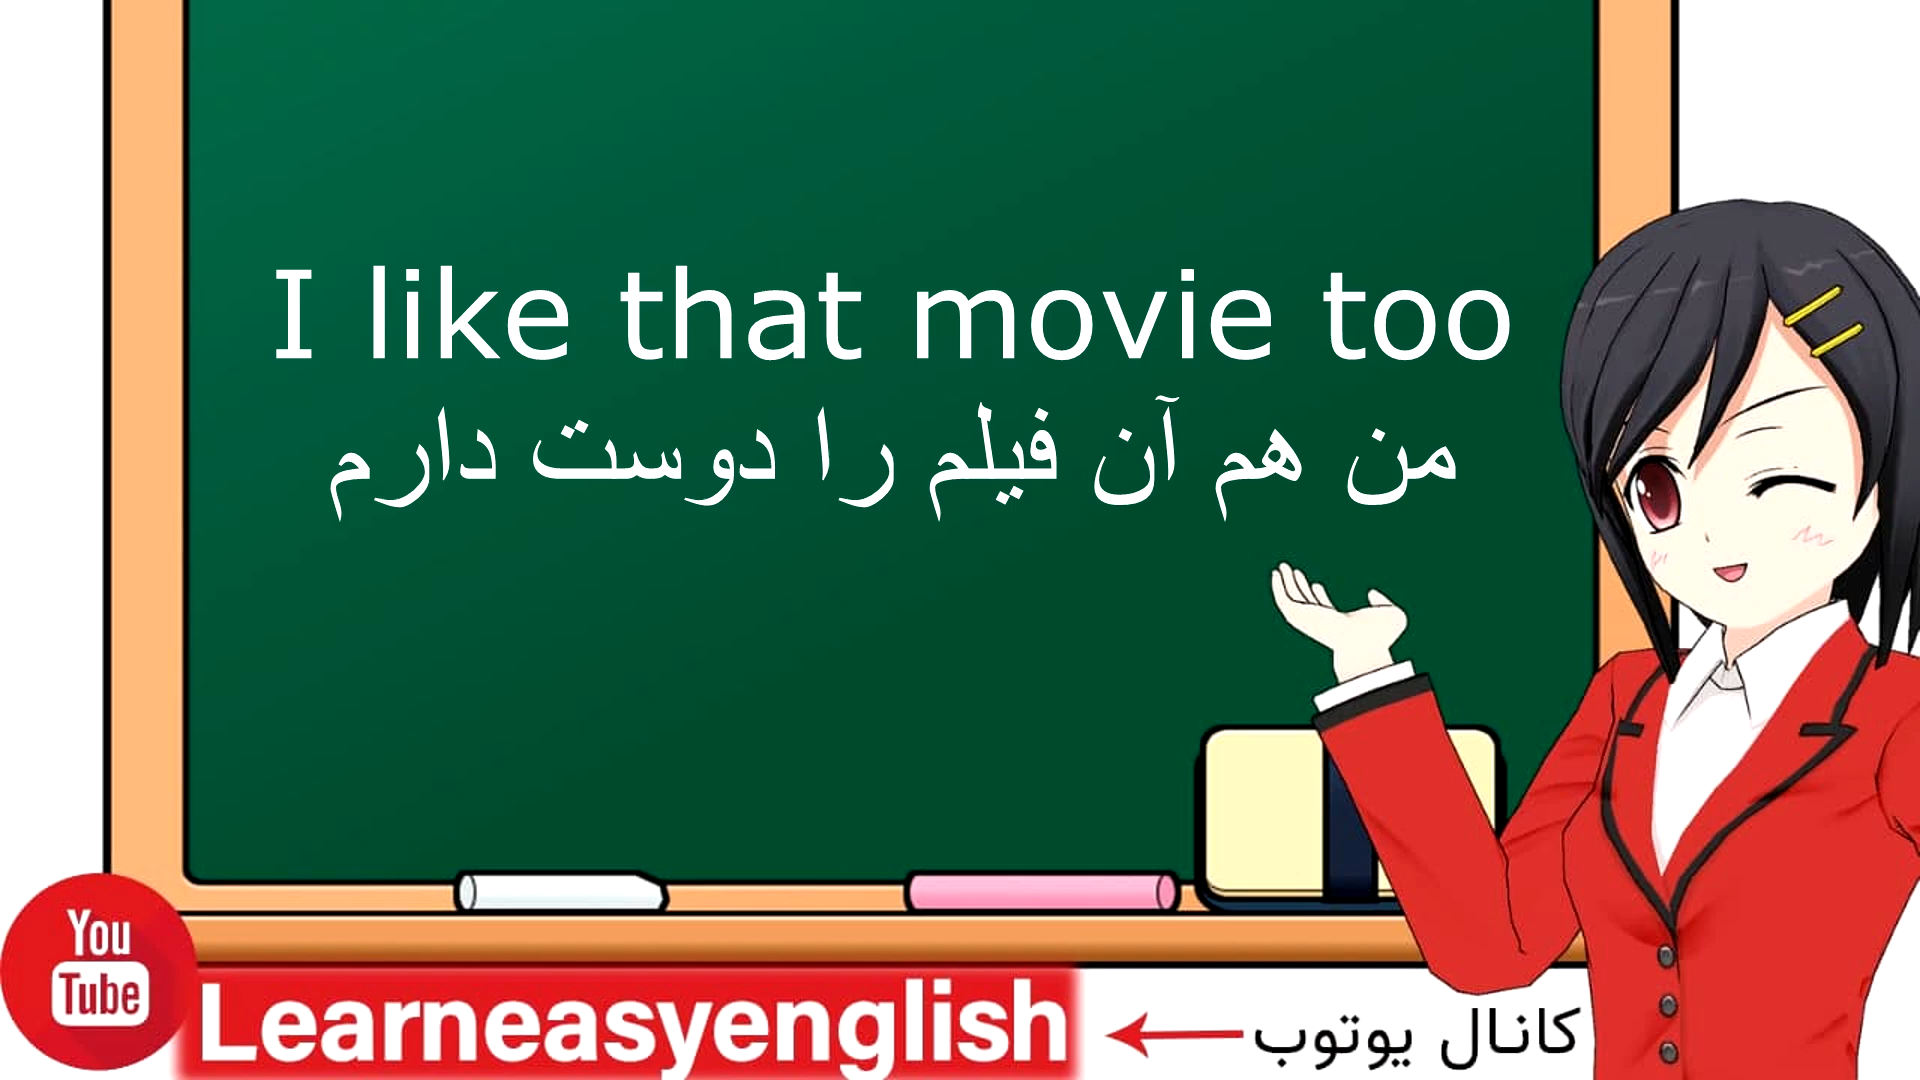 I like that movie too
من هم آن فیلم را دوست دارم
You
Tube
Learneasyenglish
کانال یوتوب